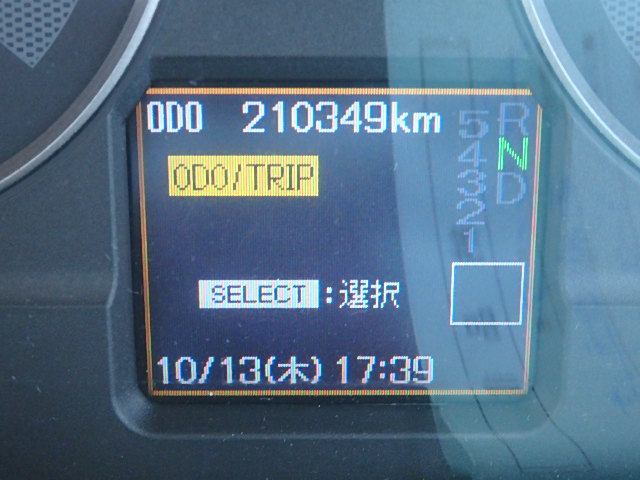 ODO 210349km
ODO/TRIP
5 R
4 N
3 D
2
1
SELECT:選択
10/13(木) 17:39